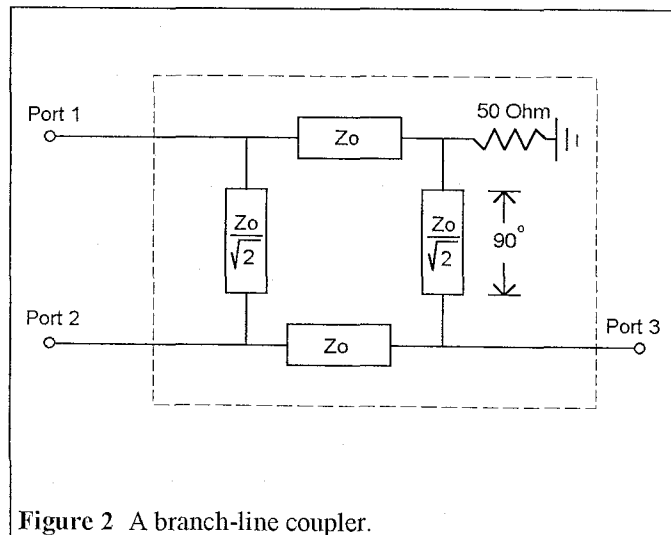 Port 1
50 Ohm
Zo
Zo
√2
Zo
√2
90°
Port 2
Zo
Port 3
Figure 2 A branch-line coupler.